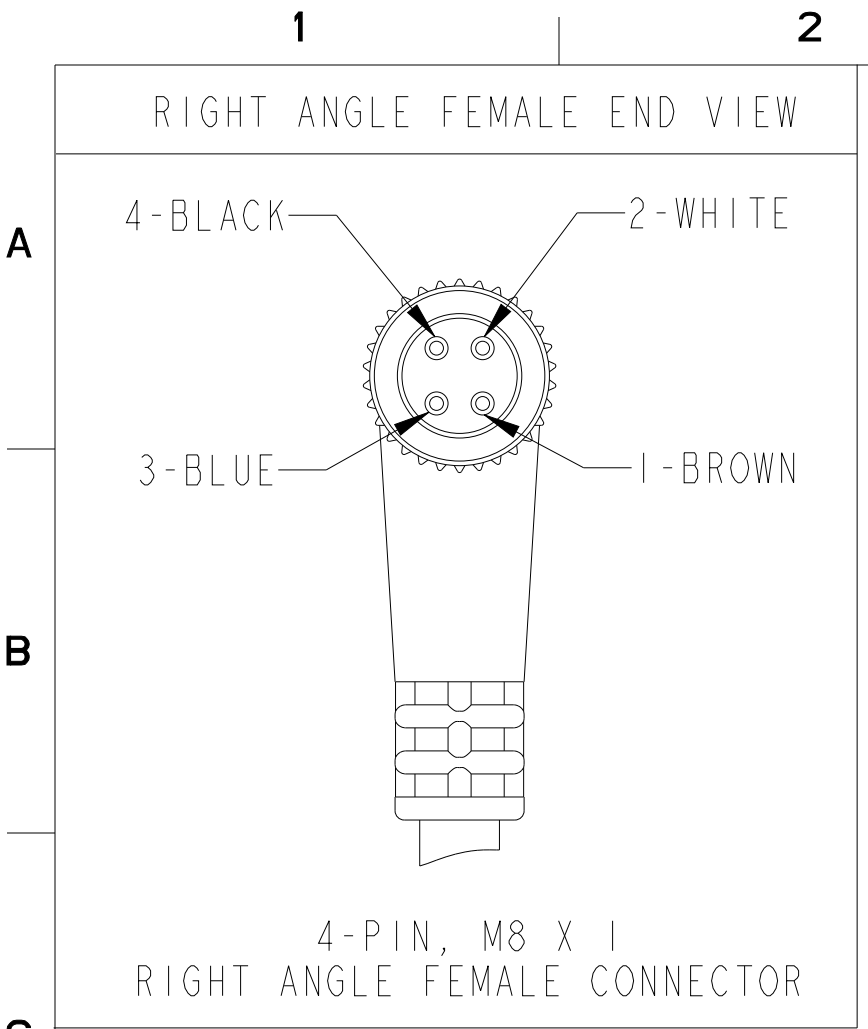 1 2
RIGHT ANGLE FEMALE END VIEW
4-BLACK 2-WHITE
A
3-BLUE 1-BROWN
B
4-PIN, M8 X 1
RIGHT ANGLE FEMALE CONNECTOR